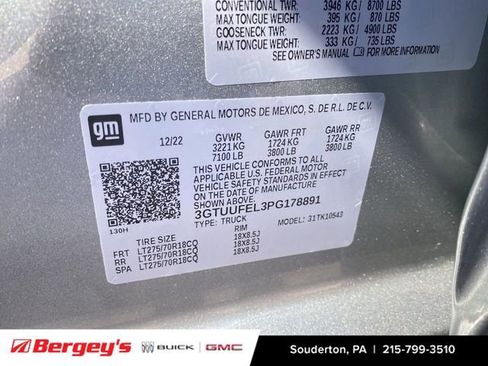 CONVENTIONAL TWR: 3946 KG/ 8700 LBS
MAX TONGUE WEIGHT: 395 KG/ 870 LBS
GOOSENECK TWR: 2223 KG/ 4900 LBS
MAX TONGUE WEIGHT: 333 KG/ 735 LBS
SEE OWNER'S MANUAL FOR MORE INFORMATION
gm
MFD BY GENERAL MOTORS DE MEXICO, S. DE R.L. DE C.V.
12/22 GVWR GAWR FRT GAWR RR
3221 KG 1724 KG 1724 KG
7100 LB 3800 LB 3800 LB
THIS VEHICLE CONFORMS TO ALL
APPLICABLE U.S. FEDERAL MOTOR
VEHICLE SAFETY, BUMPER, AND THEFT
PREVENTION STANDARDS IN EFFECT ON
THE DATE OF MANUFACTURE SHOWN ABOVE.
3GTUUFEL3PG178891
130H
TYPE: TRUCK MODEL: 31TK10543
TIRE SIZE RIM
FRT LT275/70R18CQ 18X8.5J
RR LT275/70R18CQ 18X8.5J
SPA LT275/70R18CQ 18X8.5J
Bergey's BUICK GMC Souderton, PA | 215-799-3510